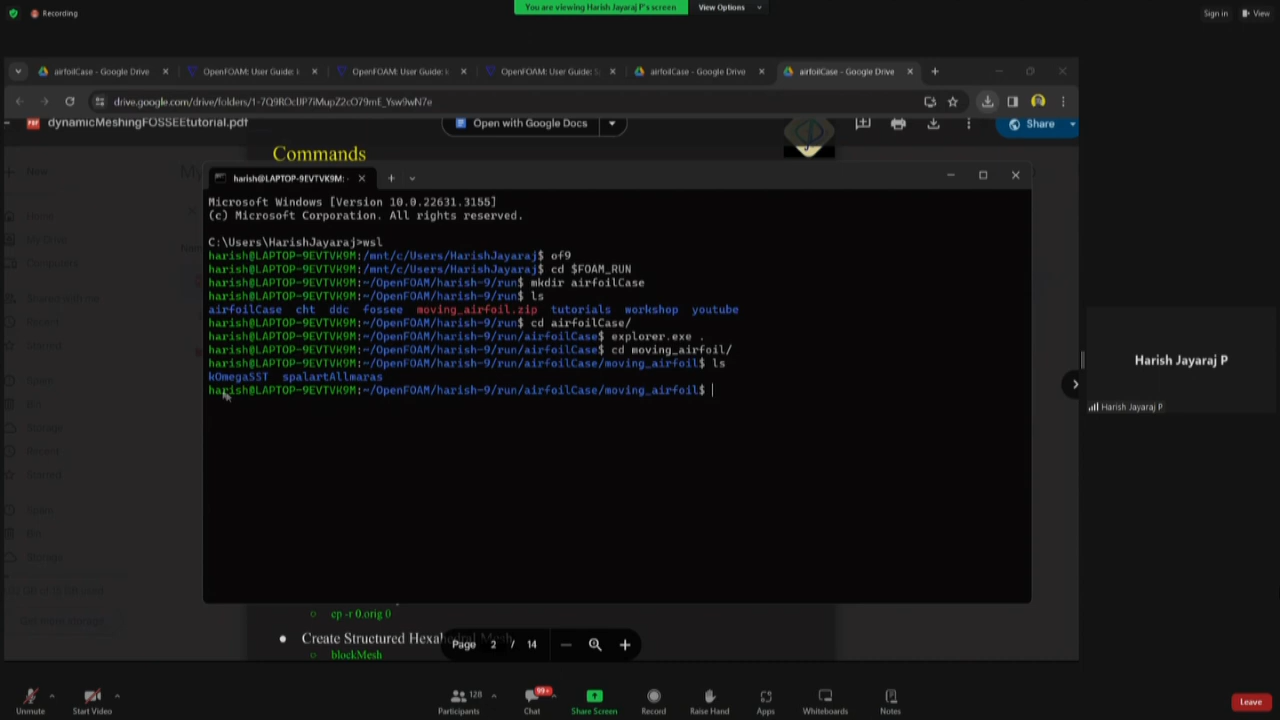 Recording
You are viewing Harish Jayaraj P's screen
View Options
Sign in
View
airfoilCase - Google Drive
OpenFOAM: User Guide:
OpenFOAM: User Guide:
OpenFOAM: User Guide:
airfoilCase - Google Drive
airfoilCase - Google Drive
dynamicMeshingFOSSEEtutorial.pdf
Open with Google Docs
Share
Commands
harish@LAPTOP-9EVTVK9M: ~
Microsoft Windows [Version 10.0.22631.3155]
(c) Microsoft Corporation. All rights reserved.
C:\Users\HarishJayaraj>wsl
harish@LAPTOP-9EVTVK9M:/mnt/c/Users/HarishJayaraj$ of9
harish@LAPTOP-9EVTVK9M:/mnt/c/Users/HarishJayaraj$ cd $FOAM_RUN
harish@LAPTOP-9EVTVK9M:~/OpenFOAM/harish-9/run$ mkdir airfoilCase
harish@LAPTOP-9EVTVK9M:~/OpenFOAM/harish-9/run$ ls
airfoilCase cht ddc fossee moving_airfoil.zip tutorials workshop youtube
harish@LAPTOP-9EVTVK9M:~/OpenFOAM/harish-9/run$ cd airfoilCase/
harish@LAPTOP-9EVTVK9M:~/OpenFOAM/harish-9/run/airfoilCase$ explorer.exe .
harish@LAPTOP-9EVTVK9M:~/OpenFOAM/harish-9/run/airfoilCase$ cd moving_airfoil/
harish@LAPTOP-9EVTVK9M:~/OpenFOAM/harish-9/run/airfoilCase/moving_airfoil$ ls
kOmegaSST spalartAllmaras
harish@LAPTOP-9EVTVK9M:~/OpenFOAM/harish-9/run/airfoilCase/moving_airfoil$
cp -r 0.orig 0
Create Structured Hexahedral Mesh
blockMesh
Page 2 / 14
Harish Jayaraj P
Harish Jayaraj P
Unmute
Start Video
Participants 128
Chat 99+
Share Screen
Record
Raise Hand
Apps
Whiteboards
Notes
Leave